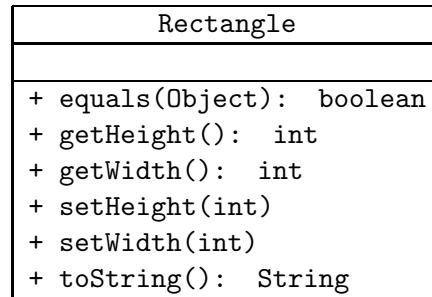 Rectangle
+ equals(Object): boolean
+ getHeight(): int
+ getWidth(): int
+ setHeight(int)
+ setWidth(int)
+ toString(): String